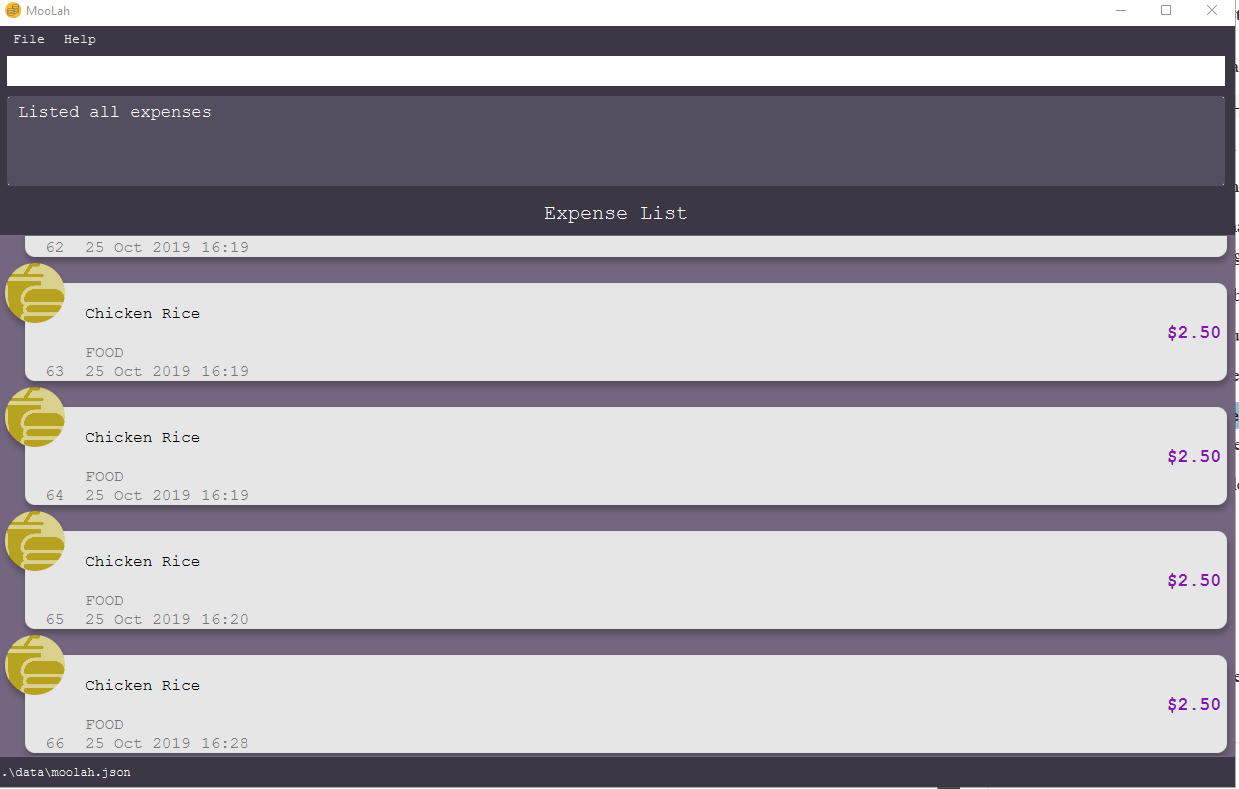 MooLah
File Help
Listed all expenses
Expense List
62 25 Oct 2019 16:19
Chicken Rice
$2.50
FOOD
63 25 Oct 2019 16:19
Chicken Rice
$2.50
FOOD
64 25 Oct 2019 16:19
Chicken Rice
$2.50
FOOD
65 25 Oct 2019 16:20
Chicken Rice
$2.50
FOOD
66 25 Oct 2019 16:28
.\data\moolah.json